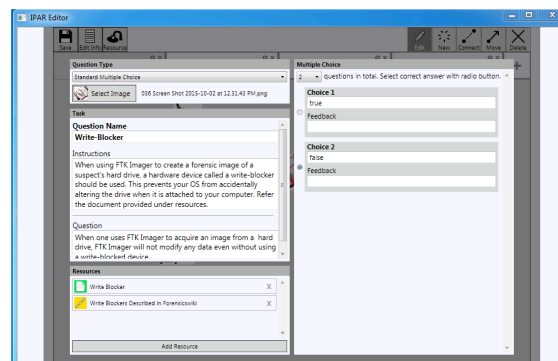 IPAR Editor
Save Edit Info Resource
Edit New Connect Move Delete
Question Type
Standard Multiple Choice
Select Image 036 Screen Shot 2015-10-02 at 12.31.43 PM.png
Task
Question Name
Write-Blocker
Instructions
When using FTK Imager to create a forensic image of a
suspect's hard drive, a hardware device called a write-blocker
should be used. This prevents your OS from accidentally
altering the drive when it is attached to your computer. Refer
the document provided under resources.
Question
When one uses FTK Imager to acquire an image from a hard
drive, FTK Imager will not modify any data even without using
a write-blocked device.
Resources
Write Blocker X
Write Blockers Described in Forensicswiki X
Add Resource
Multiple Choice
2 questions in total. Select correct answer with radio button.
Choice 1
true
Feedback
Choice 2
false
Feedback